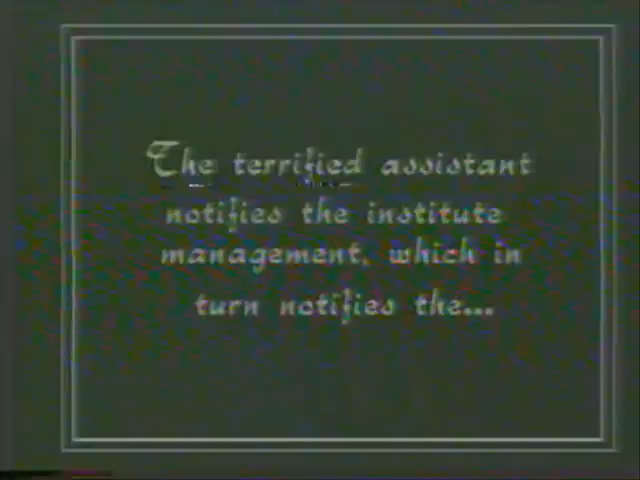 The terrified assistant
notifies the institute
management, which in
turn notifies the...